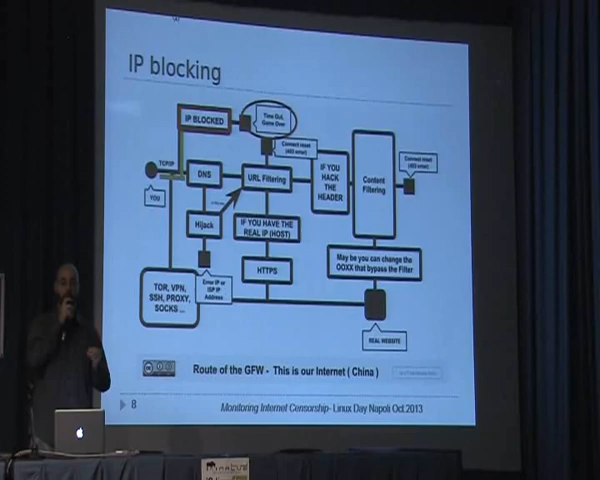 IP blocking
IP BLOCKED
Time Out,
Game Over
Connect reset
(403 error)
TCP/IP
YOU
DNS
URL Filtering
IF YOU
HACK
THE
HEADER
Content
Filtering
Connect reset
(403 error)
Hijack
IF YOU HAVE THE
REAL IP (HOST)
HTTPS
May be you can change the
OOXX that bypass the Filter
TOR, VPN,
SSH, PROXY,
SOCKS ...
Error IP or
ISP IP
Address
REAL WEBSITE
Route of the GFW - This is our Internet ( China )
8
Monitoring Internet Censorship- Linux Day Napoli Oct.2013